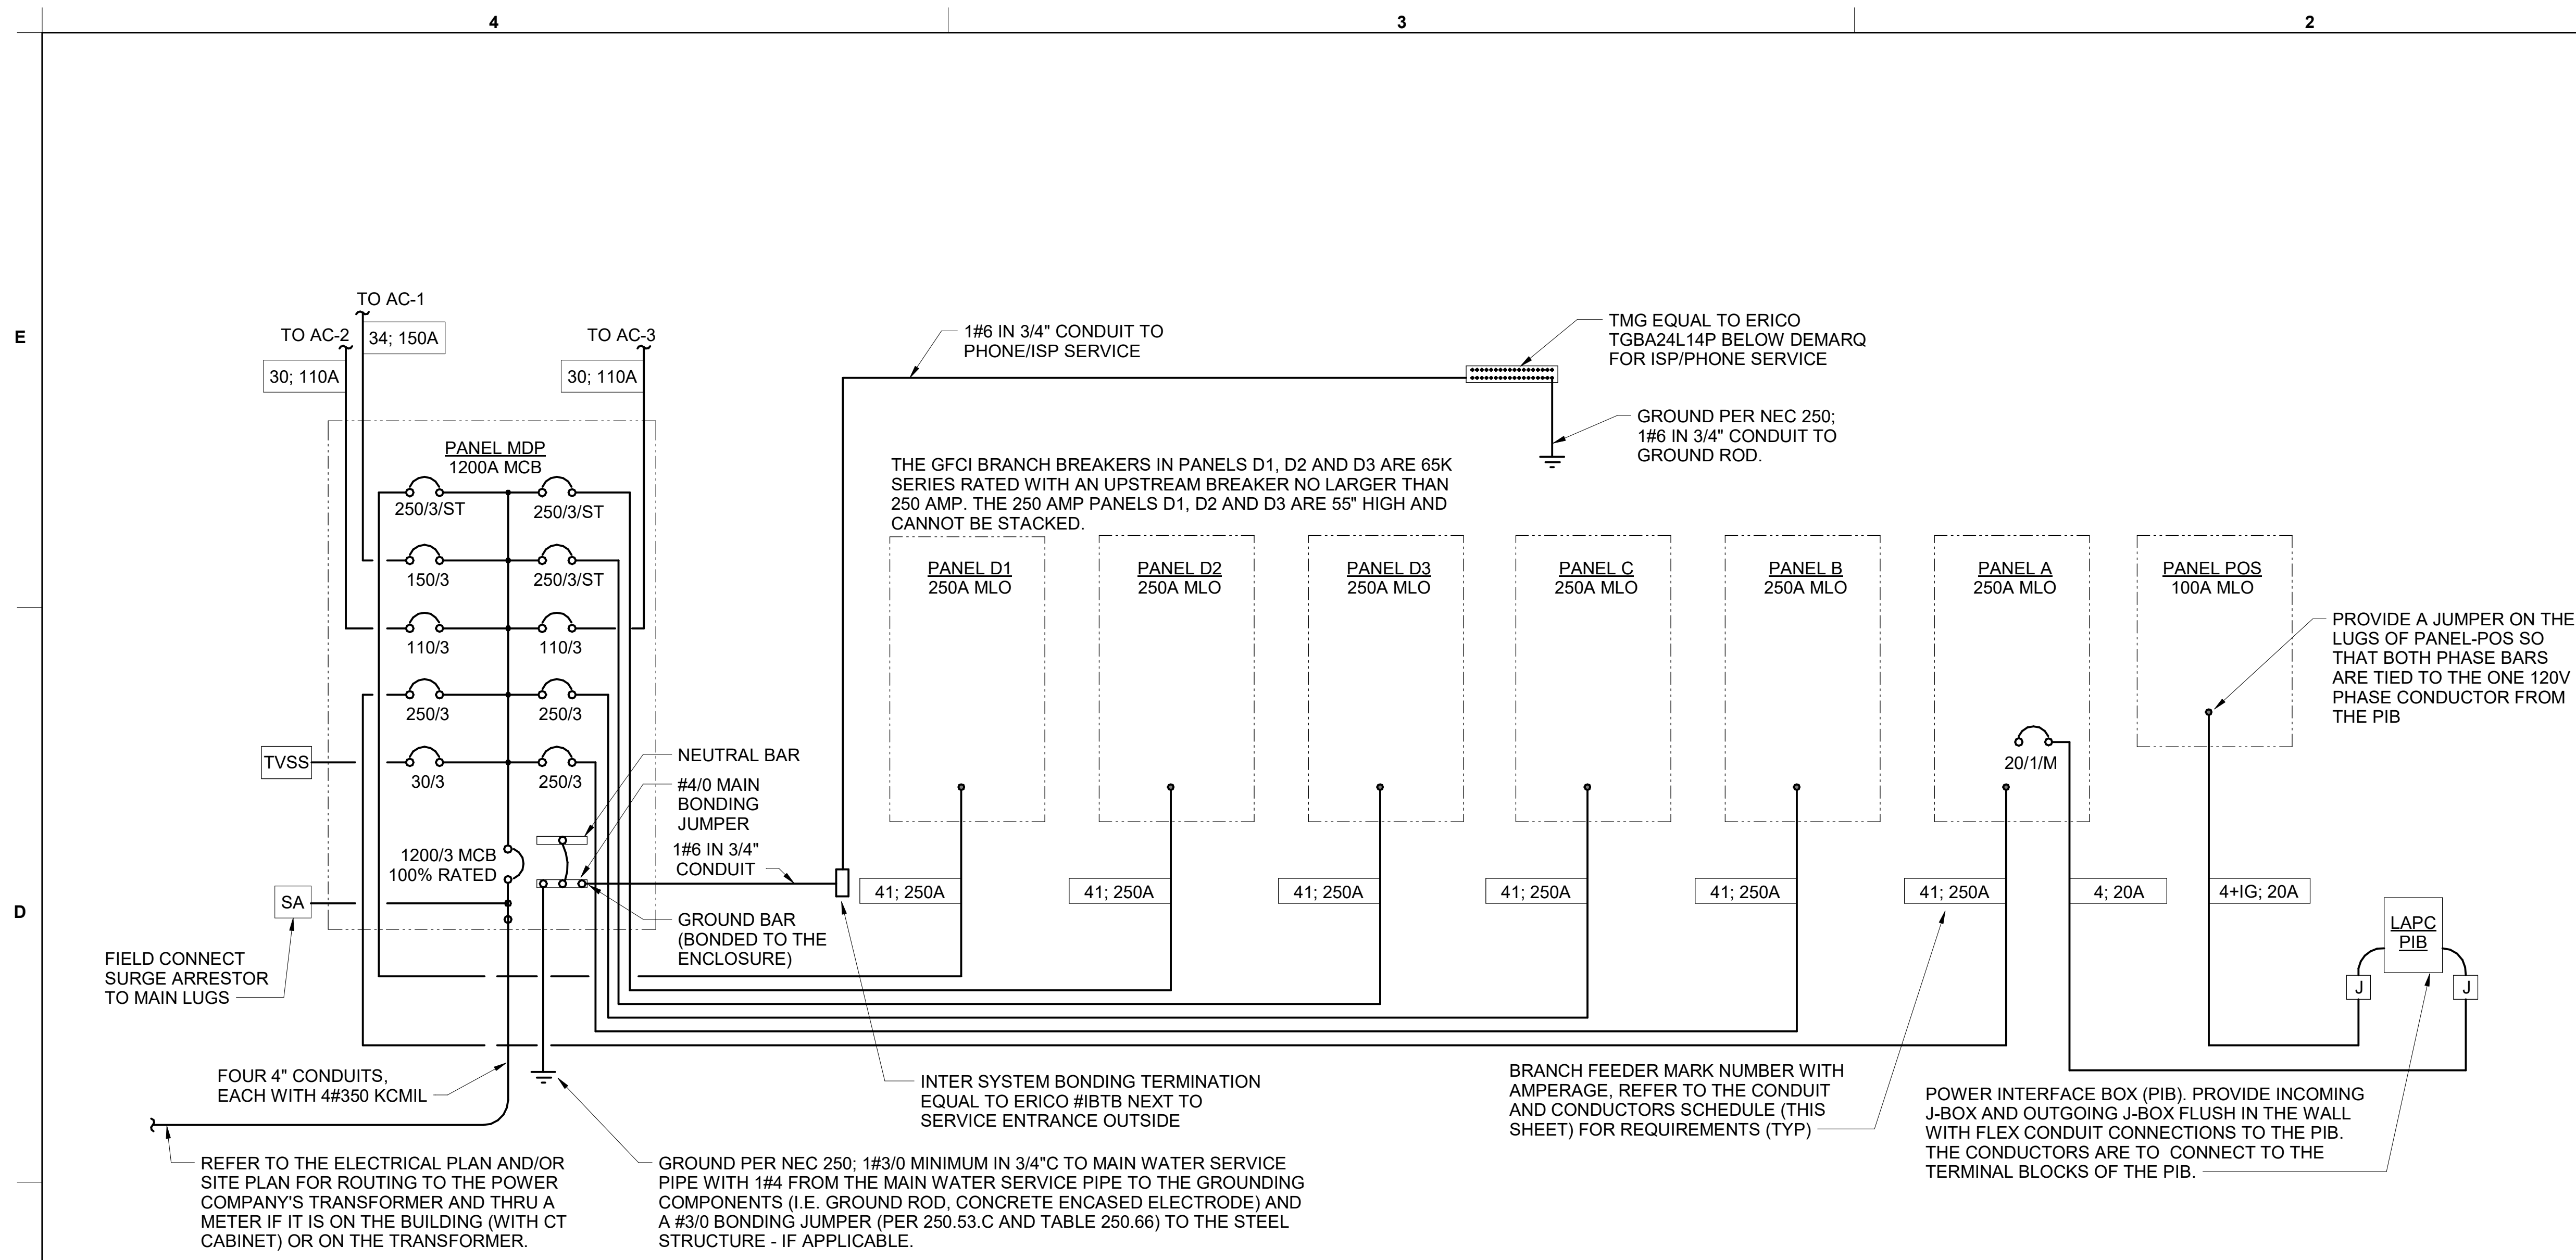 4
3
2
E
D
TO AC-1
34; 150A
TO AC-2
30; 110A
TO AC-3
30; 110A
PANEL MDP
1200A MCB
250/3/ST
250/3/ST
150/3
250/3/ST
110/3
110/3
250/3
250/3
30/3
250/3
TVSS
1200/3 MCB
100% RATED
SA
FIELD CONNECT
SURGE ARRESTOR
TO MAIN LUGS
NEUTRAL BAR
#4/0 MAIN
BONDING
JUMPER
1#6 IN 3/4"
CONDUIT
GROUND BAR
(BONDED TO THE
ENCLOSURE)
FOUR 4" CONDUITS,
EACH WITH 4#350 KCMIL
REFER TO THE ELECTRICAL PLAN AND/OR
SITE PLAN FOR ROUTING TO THE POWER
COMPANY'S TRANSFORMER AND THRU A
METER IF IT IS ON THE BUILDING (WITH CT
CABINET) OR ON THE TRANSFORMER.
GROUND PER NEC 250; 1#3/0 MINIMUM IN 3/4"C TO MAIN WATER SERVICE
PIPE WITH 1#4 FROM THE MAIN WATER SERVICE PIPE TO THE GROUNDING
COMPONENTS (I.E. GROUND ROD, CONCRETE ENCASED ELECTRODE) AND
A #3/0 BONDING JUMPER (PER 250.53.C AND TABLE 250.66) TO THE STEEL
STRUCTURE - IF APPLICABLE.
1#6 IN 3/4" CONDUIT TO
PHONE/ISP SERVICE
TMG EQUAL TO ERICO
TGBA24L14P BELOW DEMARQ
FOR ISP/PHONE SERVICE
GROUND PER NEC 250;
1#6 IN 3/4" CONDUIT TO
GROUND ROD.
THE GFCI BRANCH BREAKERS IN PANELS D1, D2 AND D3 ARE 65K
SERIES RATED WITH AN UPSTREAM BREAKER NO LARGER THAN
250 AMP. THE 250 AMP PANELS D1, D2 AND D3 ARE 55" HIGH AND
CANNOT BE STACKED.
PANEL D1
250A MLO
PANEL D2
250A MLO
PANEL D3
250A MLO
PANEL C
250A MLO
PANEL B
250A MLO
PANEL A
250A MLO
PANEL POS
100A MLO
20/1/M
PROVIDE A JUMPER ON THE
LUGS OF PANEL-POS SO
THAT BOTH PHASE BARS
ARE TIED TO THE ONE 120V
PHASE CONDUCTOR FROM
THE PIB
41; 250A
41; 250A
41; 250A
41; 250A
41; 250A
41; 250A
4; 20A
4+IG; 20A
LAPC
PIB
J
J
INTER SYSTEM BONDING TERMINATION
EQUAL TO ERICO #IBTB NEXT TO
SERVICE ENTRANCE OUTSIDE
BRANCH FEEDER MARK NUMBER WITH
AMPERAGE, REFER TO THE CONDUIT
AND CONDUCTORS SCHEDULE (THIS
SHEET) FOR REQUIREMENTS (TYP)
POWER INTERFACE BOX (PIB). PROVIDE INCOMING
J-BOX AND OUTGOING J-BOX FLUSH IN THE WALL
WITH FLEX CONDUIT CONNECTIONS TO THE PIB.
THE CONDUCTORS ARE TO CONNECT TO THE
TERMINAL BLOCKS OF THE PIB.